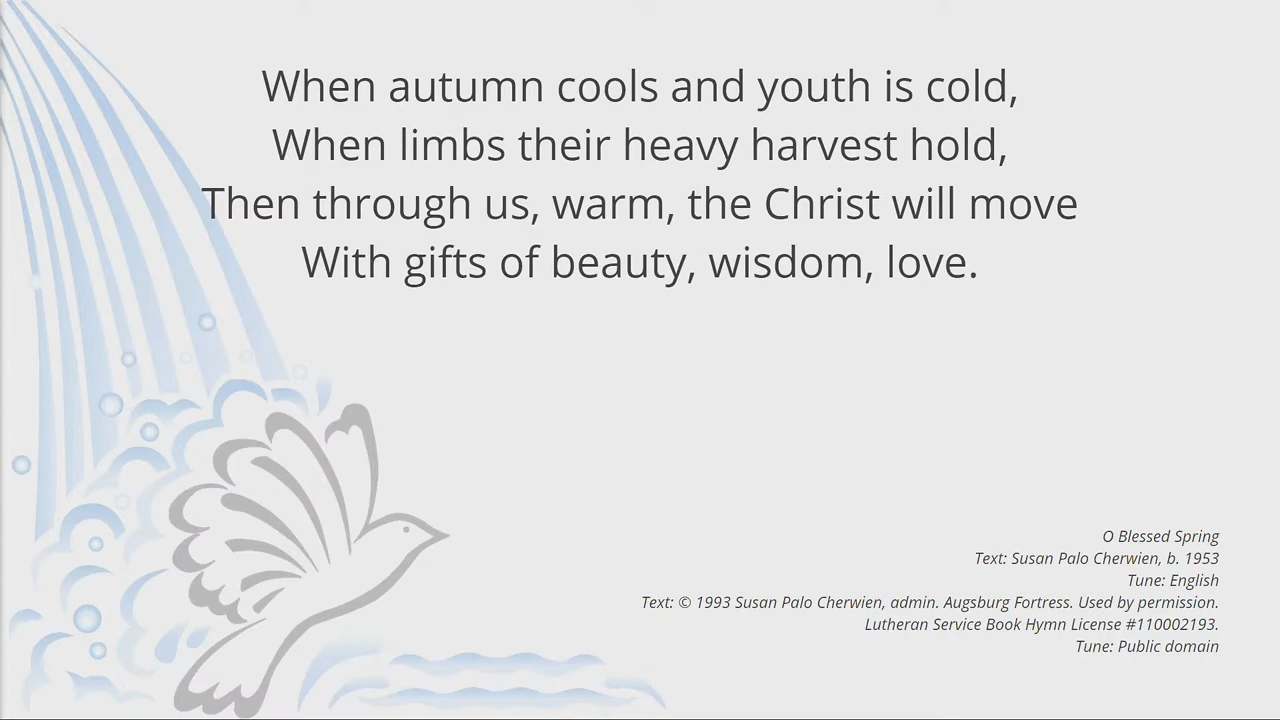 When autumn cools and youth is cold,
When limbs their heavy harvest hold,
Then through us, warm, the Christ will move
With gifts of beauty, wisdom, love.
O Blessed Spring
Text: Susan Palo Cherwien, b. 1953
Tune: English
Text: © 1993 Susan Palo Cherwien, admin. Augsburg Fortress. Used by permission.
Lutheran Service Book Hymn License #110002193.
Tune: Public domain